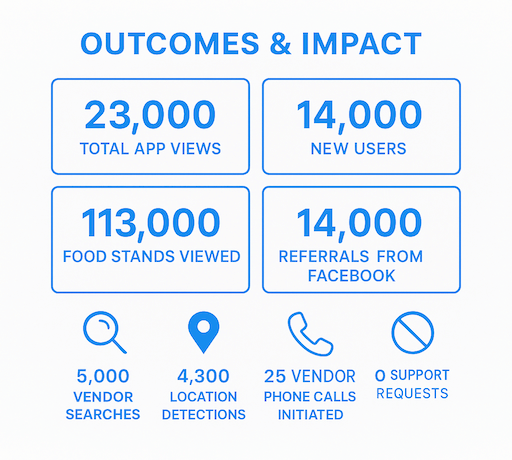 OUTCOMES & IMPACT
23,000
TOTAL APP VIEWS
14,000
NEW USERS
113,000
FOOD STANDS VIEWED
14,000
REFERRALS FROM
FACEBOOK
5,000
VENDOR
SEARCHES
4,300
LOCATION
DETECTIONS
25 VENDOR
PHONE CALLS
INITIATED
0 SUPPORT
REQUESTS